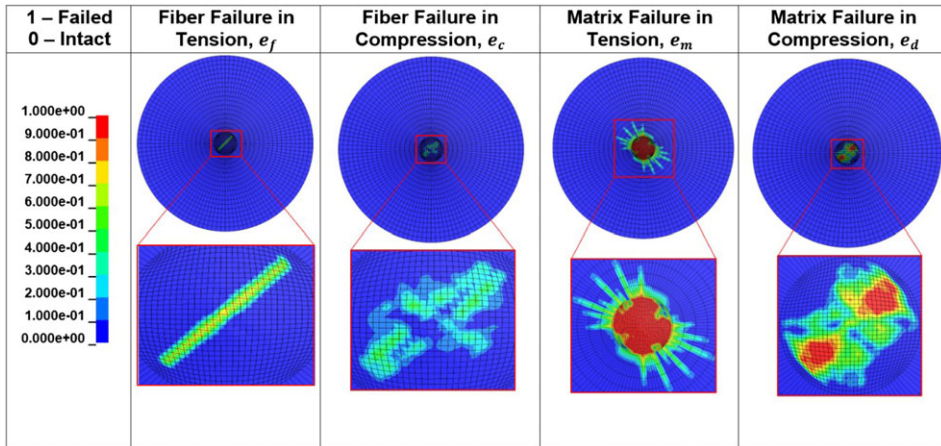 1 – Failed
0 – Intact
Fiber Failure in
Tension, e_f
Fiber Failure in
Compression, e_c
Matrix Failure in
Tension, e_m
Matrix Failure in
Compression, e_d
1.000e+00
9.000e-01
8.000e-01
7.000e-01
6.000e-01
5.000e-01
4.000e-01
3.000e-01
2.000e-01
1.000e-01
0.000e+00